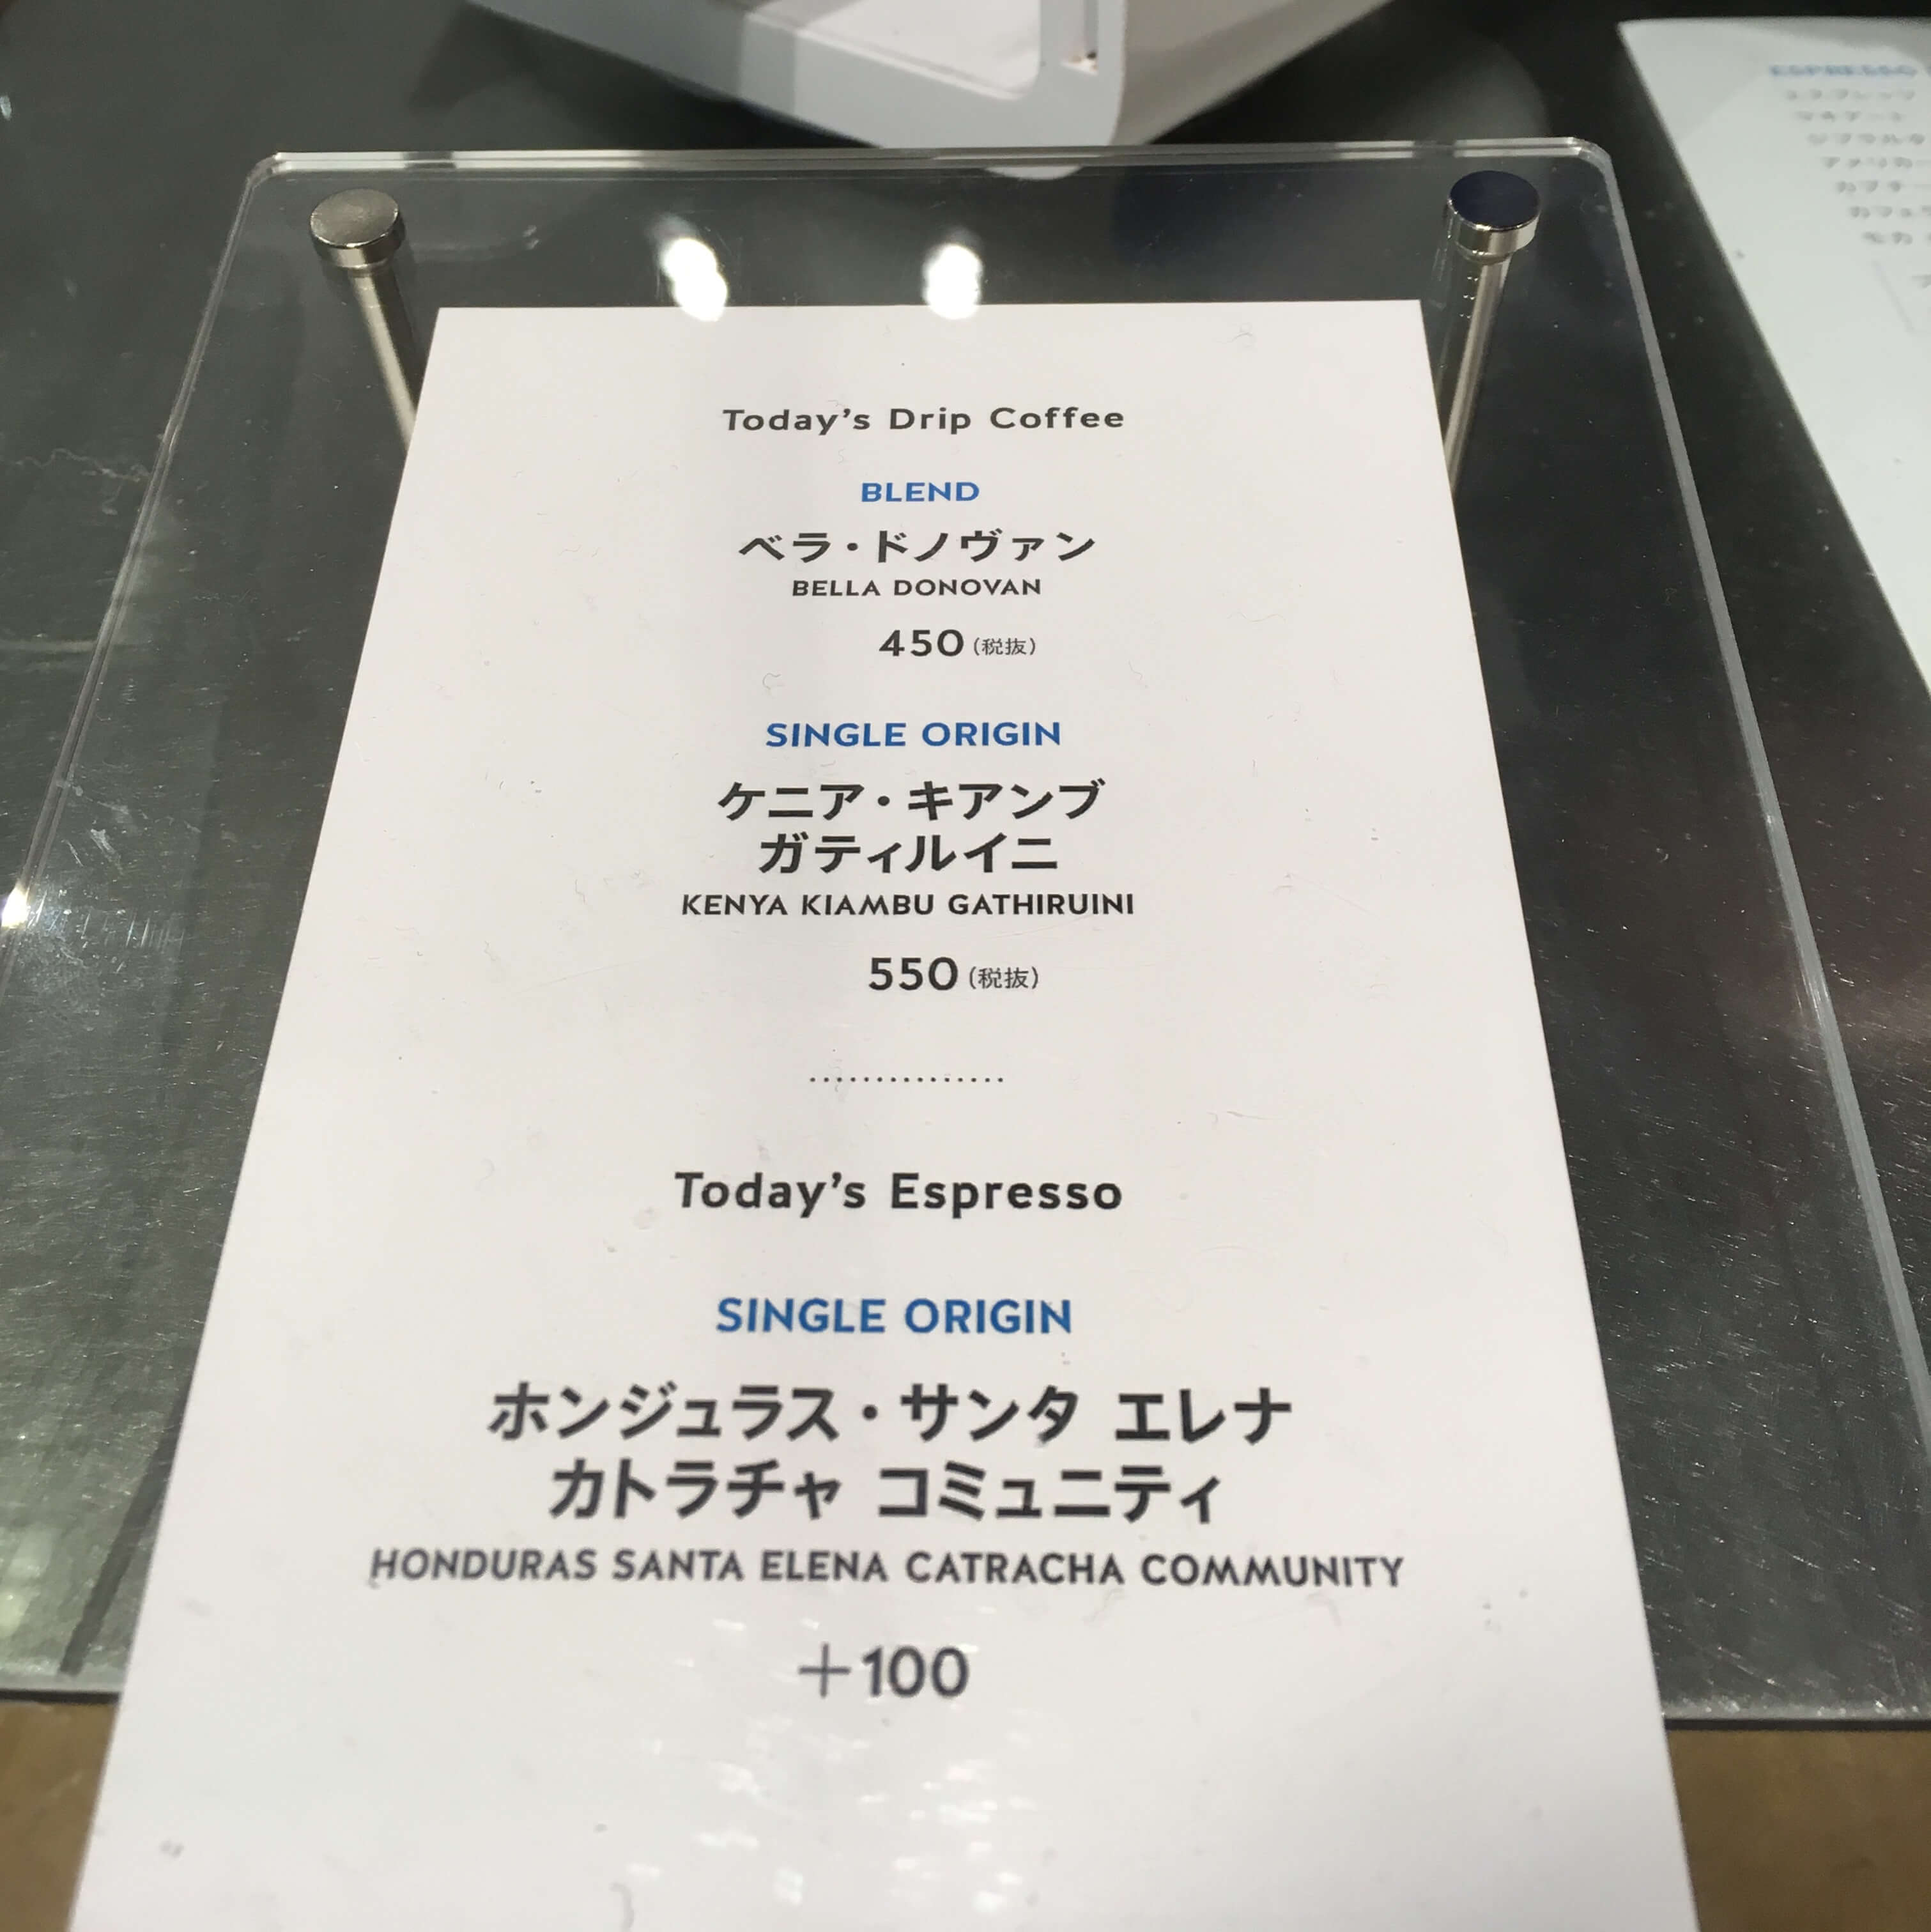 Today's Drip Coffee
BLEND
ベラ・ドノヴァン
BELLA DONOVAN
450(税抜)
SINGLE ORIGIN
ケニア・キアンブ
ガティルイニ
KENYA KIAMBU GATHIRUINI
550(税抜)
Today's Espresso
SINGLE ORIGIN
ホンジュラス・サンタ エレナ
カトラチャ コミュニティ
HONDURAS SANTA ELENA CATRACHA COMMUNITY
+100
ESPRESSO